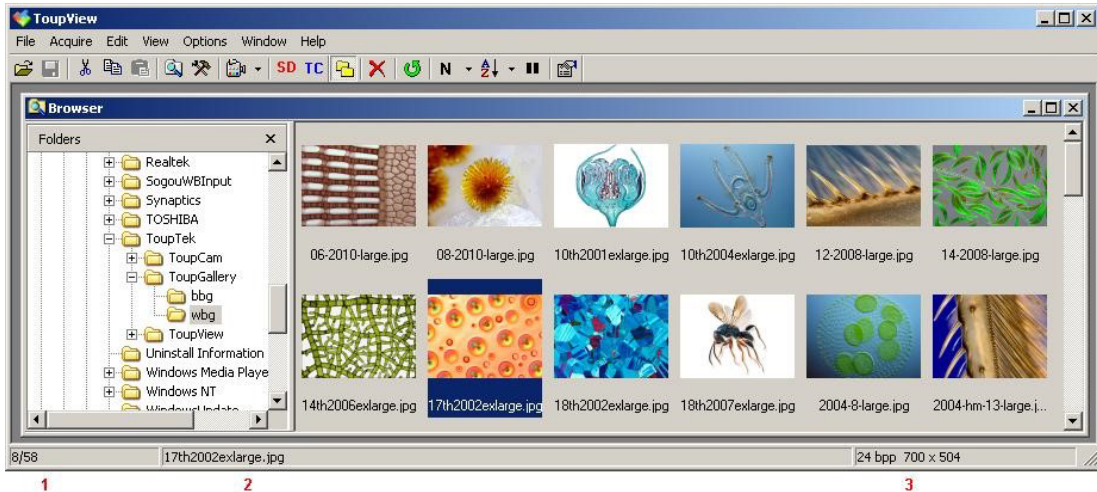 ToupView
File Acquire Edit View Options Window Help
SD TC N A Z
Browser
Folders
Realtek
SogouWBInput
Synaptics
TOSHIBA
ToupTek
ToupCam
ToupGallery
bbg
wbg
ToupView
Uninstall Information
Windows Media Playe
Windows NT
WindowsUpdate
06-2010-large.jpg 08-2010-large.jpg 10th2001exlarge.jpg 10th2004exlarge.jpg 12-2008-large.jpg 14-2008-large.jpg
14th2006exlarge.jpg 17th2002exlarge.jpg 18th2002exlarge.jpg 18th2007exlarge.jpg 2004-8-large.jpg 2004-hm-13-large.j...
8/58 17th2002exlarge.jpg 24 bpp 700 x 504
1 2 3